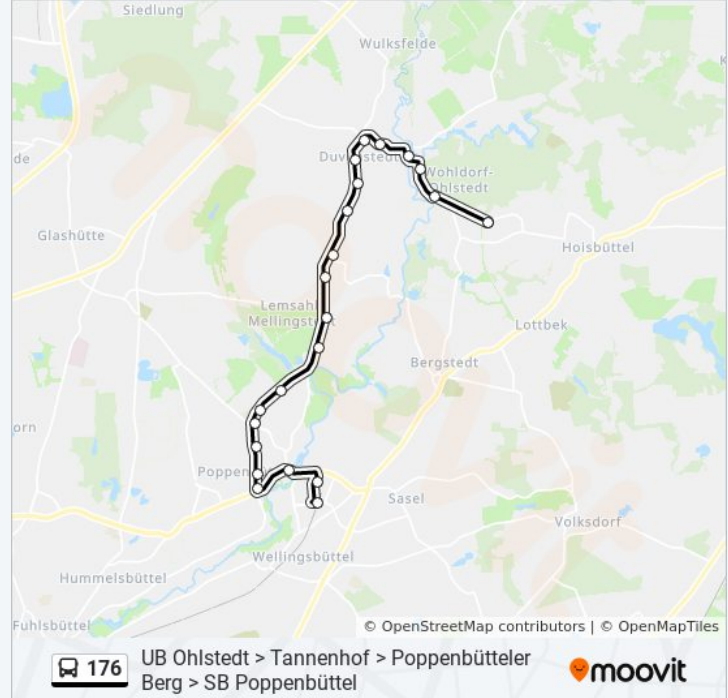 Siedlung
Wulksfelde
de
Duvenstedt
Wohldorf-
Ohlstedt
Glashütte
Hoisbüttel
Lemsahl
Mellingstedt
Lottbek
Bergstedt
orn
Poppen
Sasel
Volksdorf
Wellingsbüttel
Hummelsbüttel
Fuhlsbüttel
© OpenStreetMap contributors | © OpenMapTiles
176
UB Ohlstedt > Tannenhof > Poppenbütteler
Berg > SB Poppenbüttel
moovit